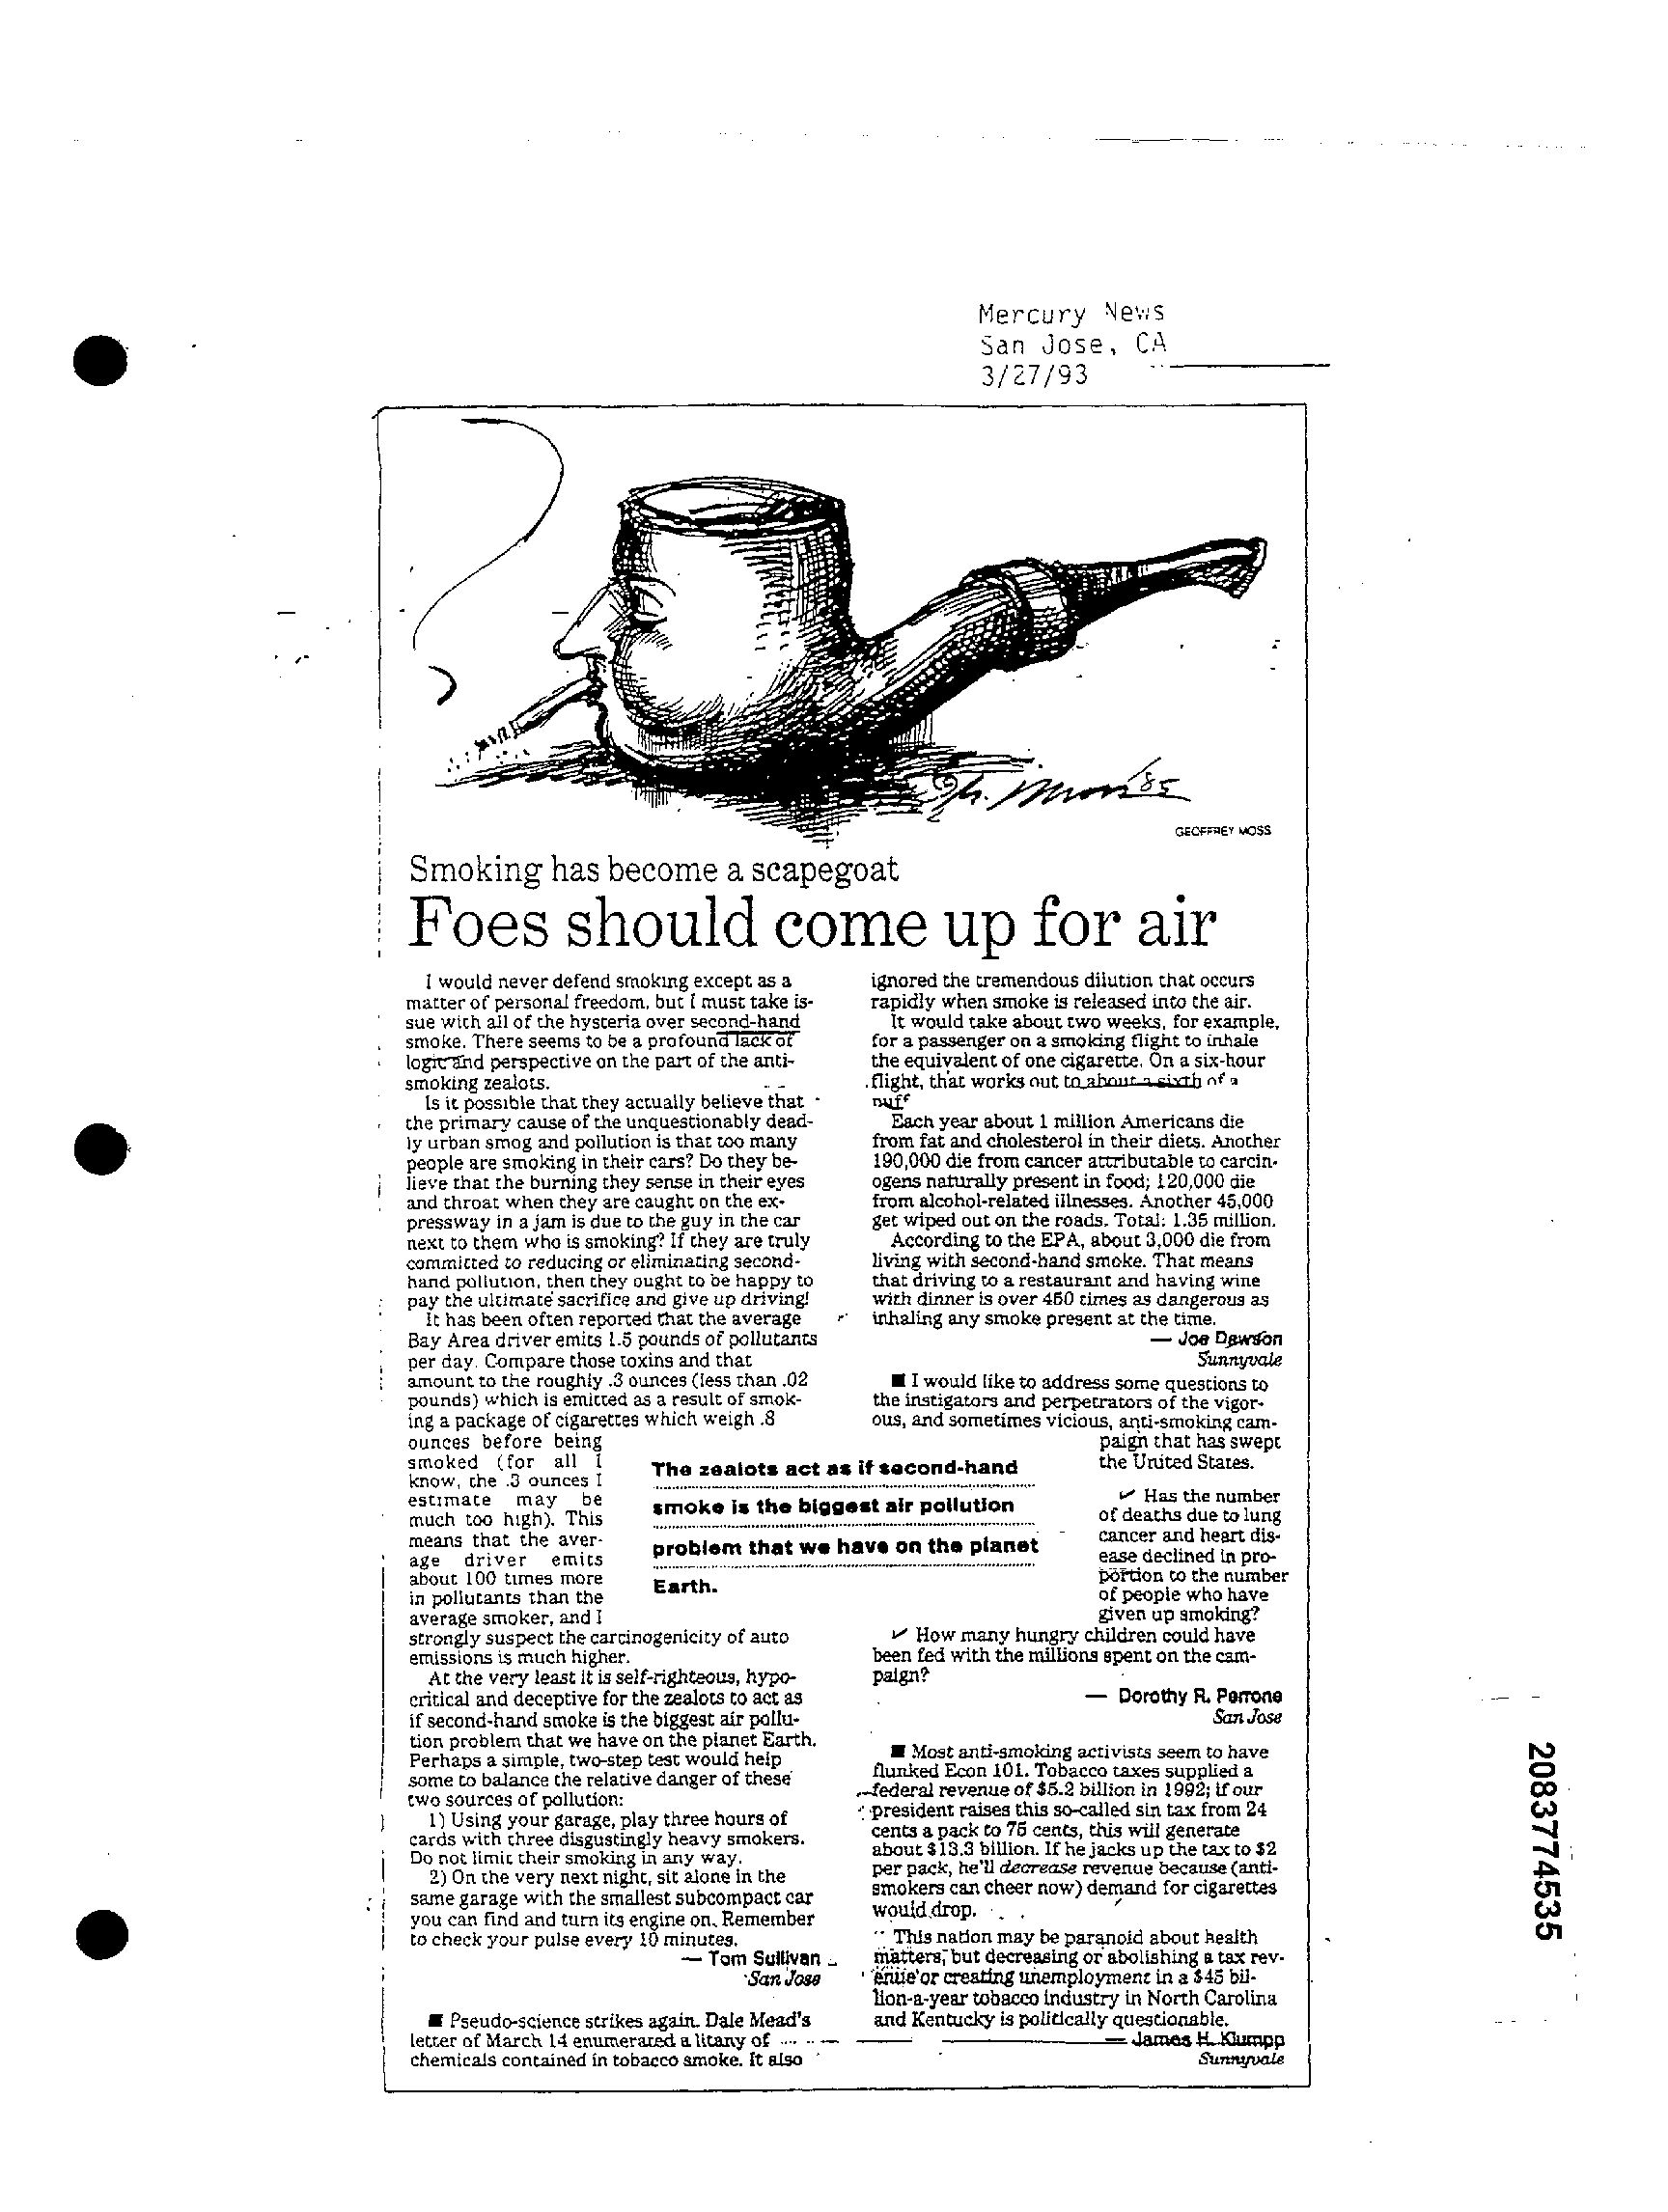 Mercury News
San Jose, CA
3/27/93
'85
GEOFFREY MOSS
Smoking has become a scapegoat
Foes should come up for air
I would never defend smoking except as a
matter of personal freedom, but I must take is-
sue with all of the hysteria over second-hand
smoke. There seems to be a profound lack of
logic and perspective on the part of the anti-
smoking zealots.
Is it possible that they actually believe that
the primary cause of the unquestionably dead-
ly urban smog and pollution is that too many
people are smoking in their cars? Do they be-
lieve that the burning they sense in their eyes
and throat when they are caught on the ex-
pressway in a jam is due to the guy in the car
next to them who is smoking? If they are truly
committed to reducing or eliminating second-
hand pollution, then they ought to be happy to
pay the ultimate sacrifice and give up driving!
It has been often reported that the average
Bay Area driver emits 1.5 pounds of pollutants
per day. Compare those toxins and that
amount to the roughly .3 ounces (less than .02
pounds) which is emitted as a result of smok-
ing a package of cigarettes which weigh .8
ounces before being
smoked (for all I
know, the .3 ounces I
estimate may be
much too high). This
means that the aver-
age driver emits
about 100 times more
in pollutants than the
average smoker, and I
strongly suspect the carcinogenicity of auto
emissions is much higher.
At the very least it is self-righteous, hypo-
critical and deceptive for the zealots to act as
if second-hand smoke is the biggest air pollu-
tion problem that we have on the planet Earth.
Perhaps a simple, two-step test would help
some to balance the relative danger of these
two sources of pollution:
1) Using your garage, play three hours of
cards with three disgustingly heavy smokers.
Do not limit their smoking in any way.
2) On the very next night, sit alone in the
same garage with the smallest subcompact car
you can find and turn its engine on. Remember
to check your pulse every 10 minutes.
— Tom Sullivan
San Jose
■ Pseudo-science strikes again. Dale Mead's
letter of March 14 enumerated a litany of
chemicals contained in tobacco smoke. It also
The zealots act as if second-hand
smoke is the biggest air pollution
problem that we have on the planet
Earth.
ignored the tremendous dilution that occurs
rapidly when smoke is released into the air.
It would take about two weeks, for example,
for a passenger on a smoking flight to inhale
the equivalent of one cigarette. On a six-hour
flight, that works out to about a sixth of a
puff
Each year about 1 million Americans die
from fat and cholesterol in their diets. Another
190,000 die from cancer attributable to carcin-
ogens naturally present in food; 120,000 die
from alcohol-related illnesses. Another 45,000
get wiped out on the roads. Total: 1.35 million.
According to the EPA, about 3,000 die from
living with second-hand smoke. That means
that driving to a restaurant and having wine
with dinner is over 450 times as dangerous as
inhaling any smoke present at the time.
— Joe Dawson
Sunnyvale
■ I would like to address some questions to
the instigators and perpetrators of the vigor-
ous, and sometimes vicious, anti-smoking cam-
paign that has swept
the United States.
✓ Has the number
of deaths due to lung
cancer and heart dis-
ease declined in pro-
portion to the number
of people who have
given up smoking?
✓ How many hungry children could have
been fed with the millions spent on the cam-
paign?
— Dorothy R. Perrone
San Jose
■ Most anti-smoking activists seem to have
flunked Econ 101. Tobacco taxes supplied a
federal revenue of $5.2 billion in 1992; if our
president raises this so-called sin tax from 24
cents a pack to 75 cents, this will generate
about $13.3 billion. If he jacks up the tax to $2
per pack, he'll decrease revenue because (anti-
smokers can cheer now) demand for cigarettes
would drop.
This nation may be paranoid about health
matters, but decreasing or abolishing a tax rev-
enue or creating unemployment in a $45 bil-
lion-a-year tobacco industry in North Carolina
and Kentucky is politically questionable.
— James H. Klumpp
Sunnyvale
2083774535